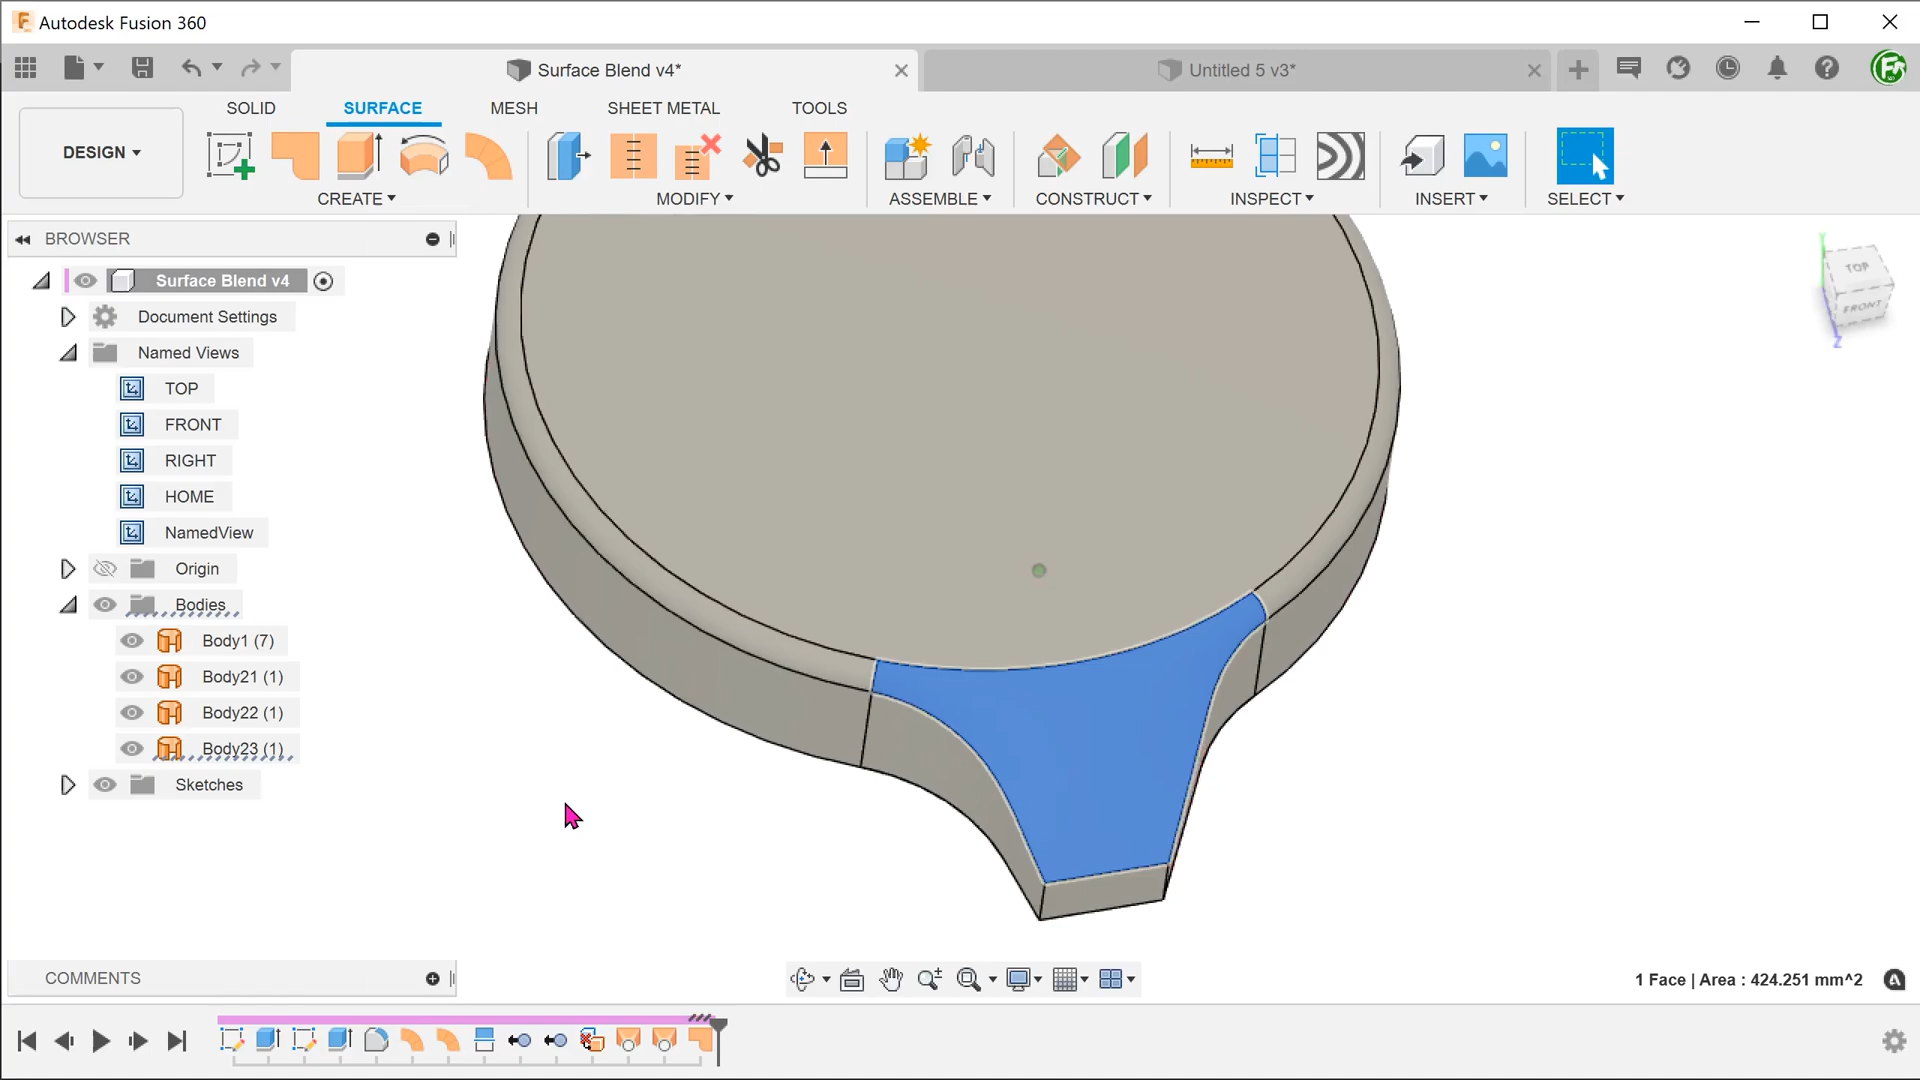 Autodesk Fusion 360
Surface Blend v4*
Untitled 5 v3*
SOLID
SURFACE
MESH
SHEET METAL
TOOLS
DESIGN
CREATE
MODIFY
ASSEMBLE
CONSTRUCT
INSPECT
INSERT
SELECT
BROWSER
Surface Blend v4
Document Settings
Named Views
TOP
FRONT
RIGHT
HOME
NamedView
Origin
Bodies
Body1 (7)
Body21 (1)
Body22 (1)
Body23 (1)
Sketches
TOP
FRONT
Y
Z
COMMENTS
1 Face | Area : 424.251 mm^2